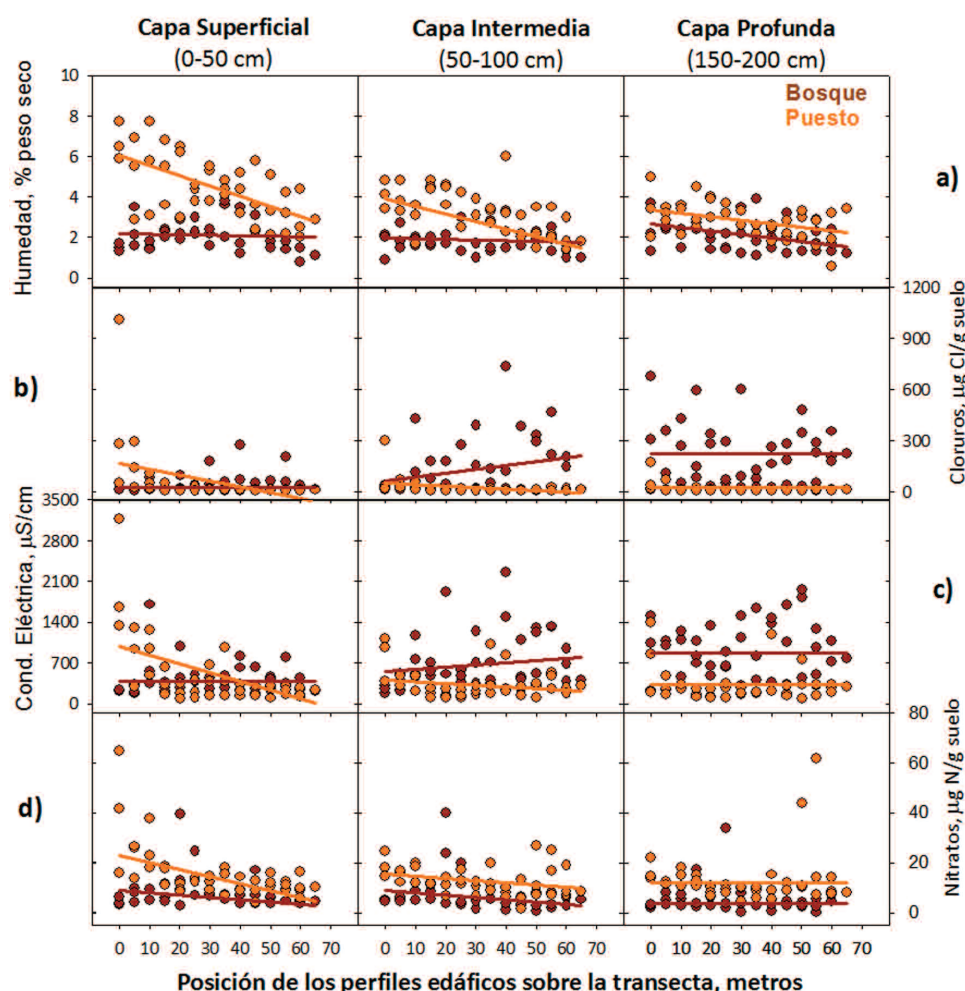 Capa Superficial
(0-50 cm)
Capa Intermedia
(50-100 cm)
Capa Profunda
(150-200 cm)
Humedad, % peso seco
10
8
6
4
2
0
Bosque
Puesto
a)
b)
1200
900
600
300
0
Cloruros, µg Cl/g suelo
Cond. Eléctrica, µS/cm
3500
2800
2100
1400
700
0
c)
d)
80
60
40
20
0
Nitratos, µg N/g suelo
0 10 20 30 40 50 60 70
0 10 20 30 40 50 60 70
0 10 20 30 40 50 60 70
Posición de los perfiles edáficos sobre la transecta, metros